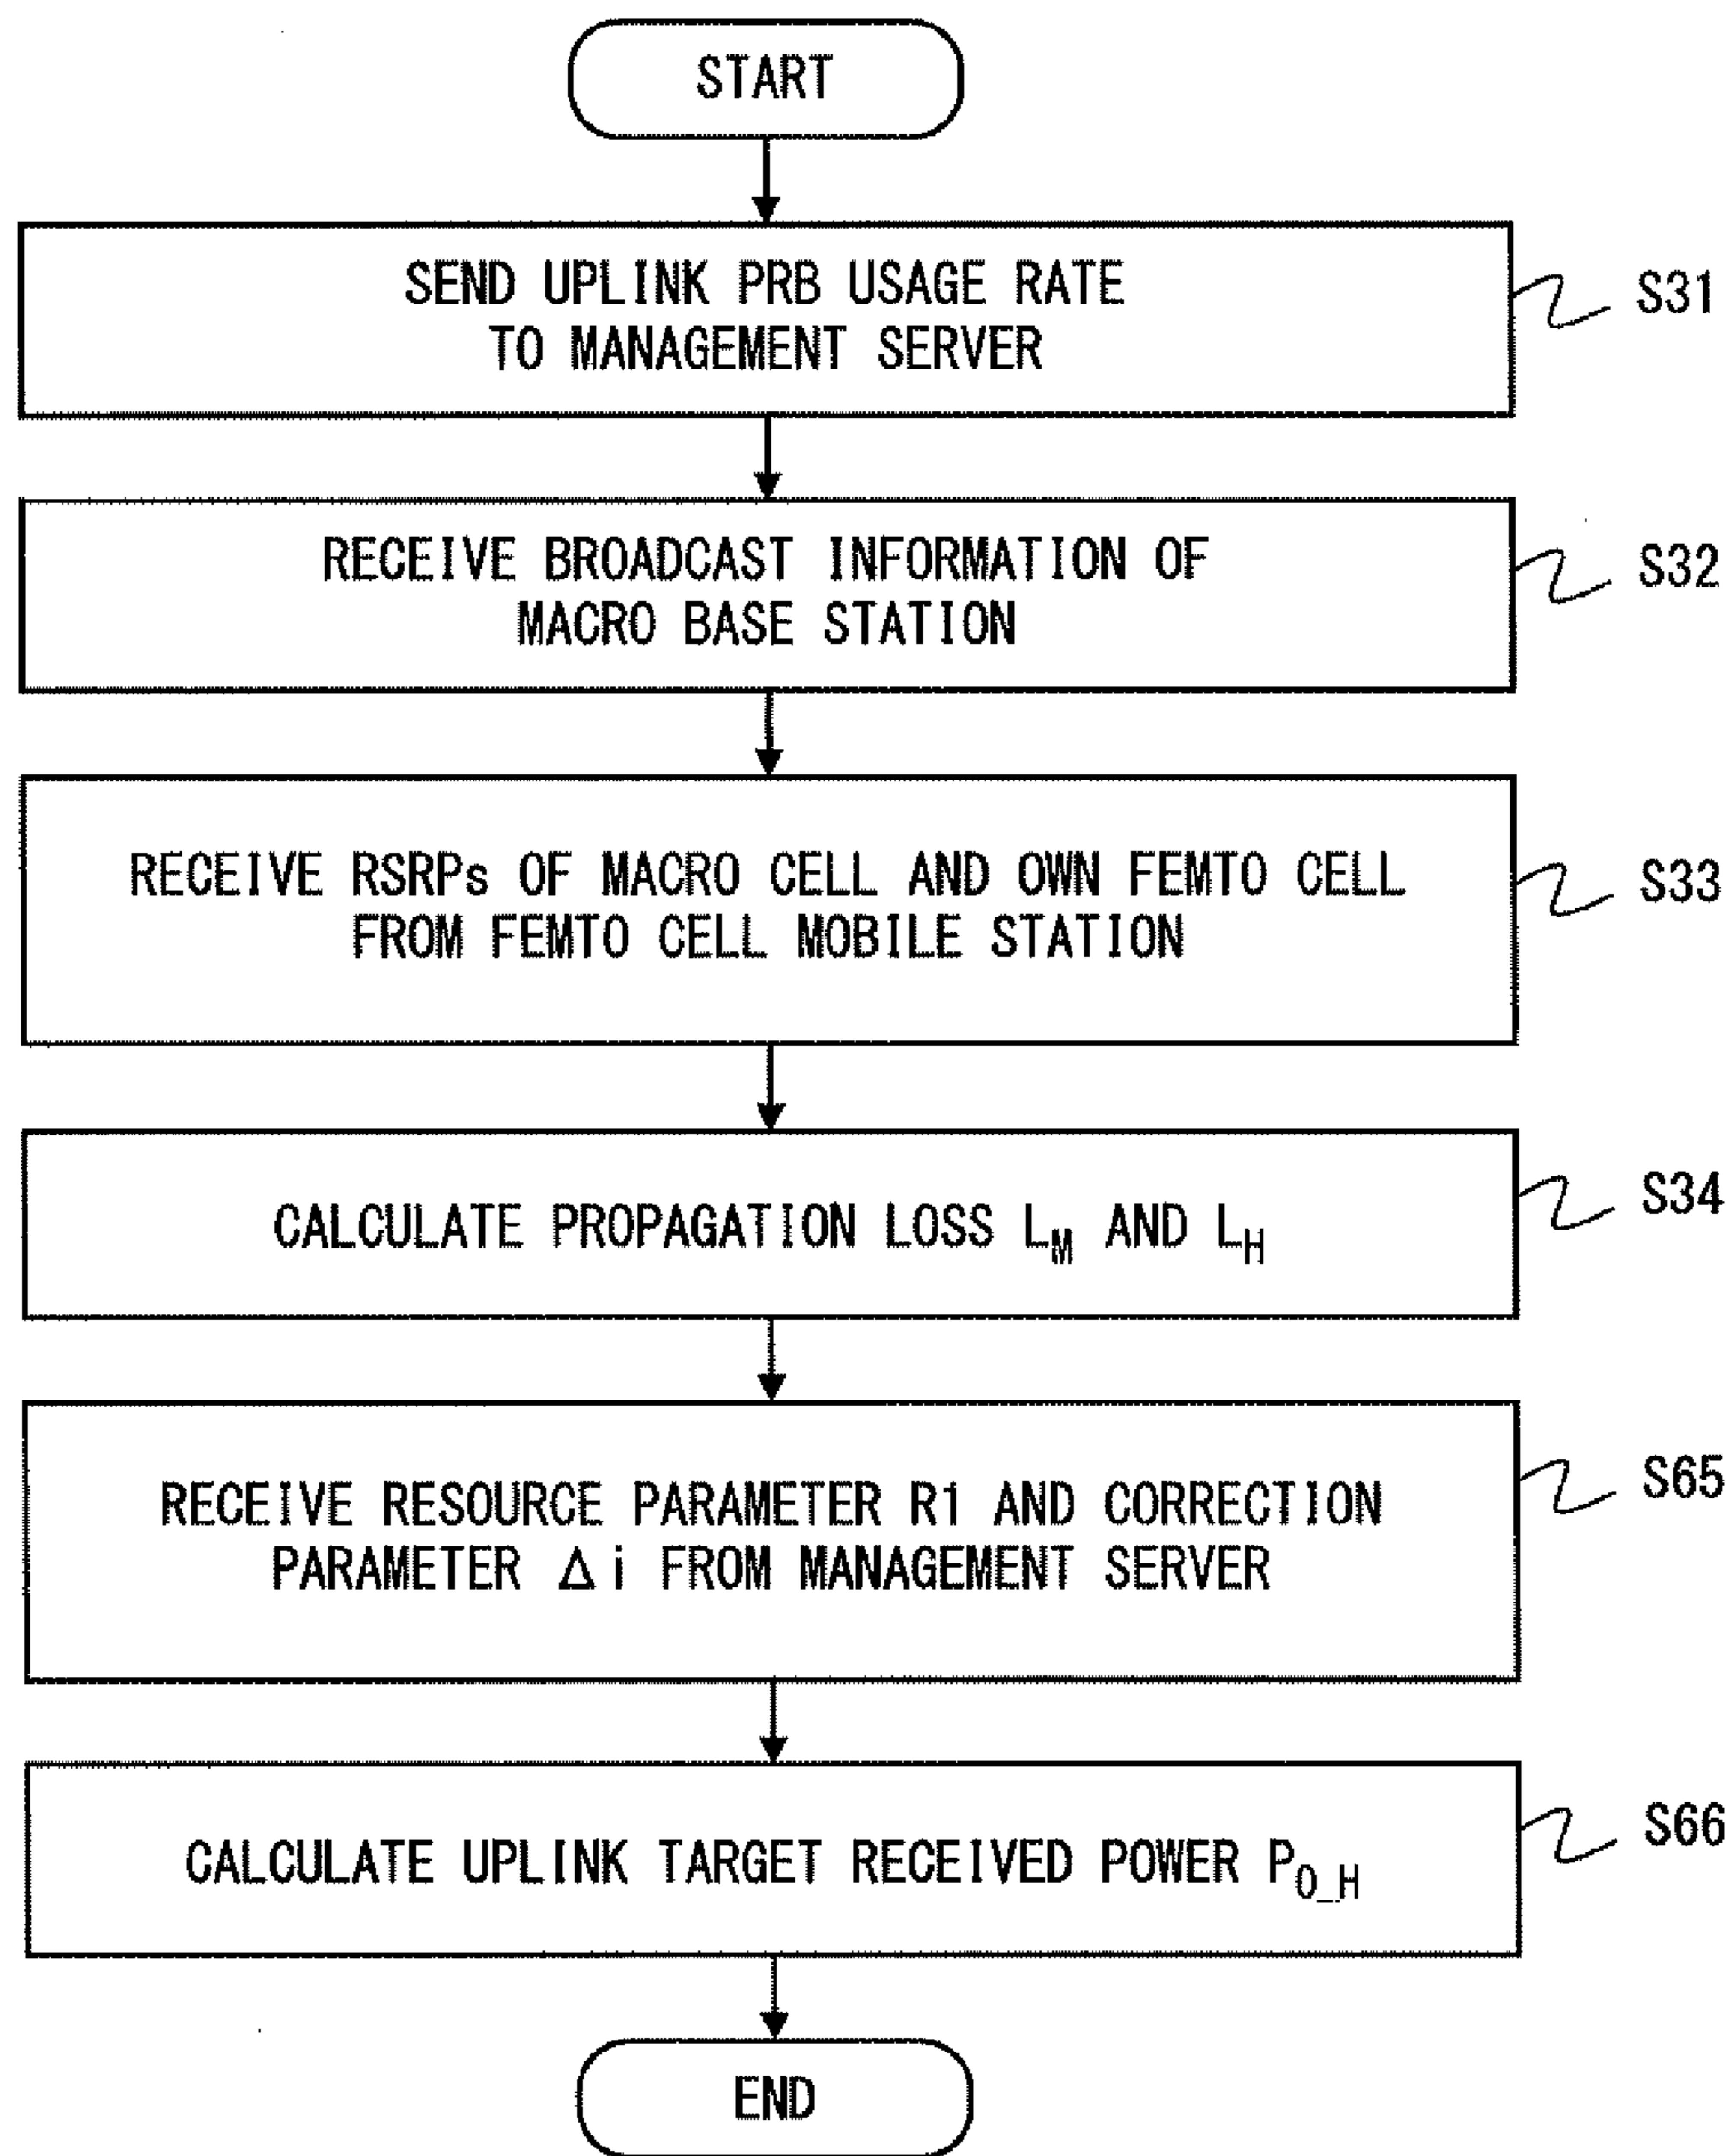 START
SEND UPLINK PRB USAGE RATE
TO MANAGEMENT SERVER
S31
RECEIVE BROADCAST INFORMATION OF
MACRO BASE STATION
S32
RECEIVE RSRPs OF MACRO CELL AND OWN FEMTO CELL
FROM FEMTO CELL MOBILE STATION
S33
CALCULATE PROPAGATION LOSS L_M AND L_H
S34
RECEIVE RESOURCE PARAMETER R1 AND CORRECTION
PARAMETER Δi FROM MANAGEMENT SERVER
S65
CALCULATE UPLINK TARGET RECEIVED POWER P_O_H
S66
END